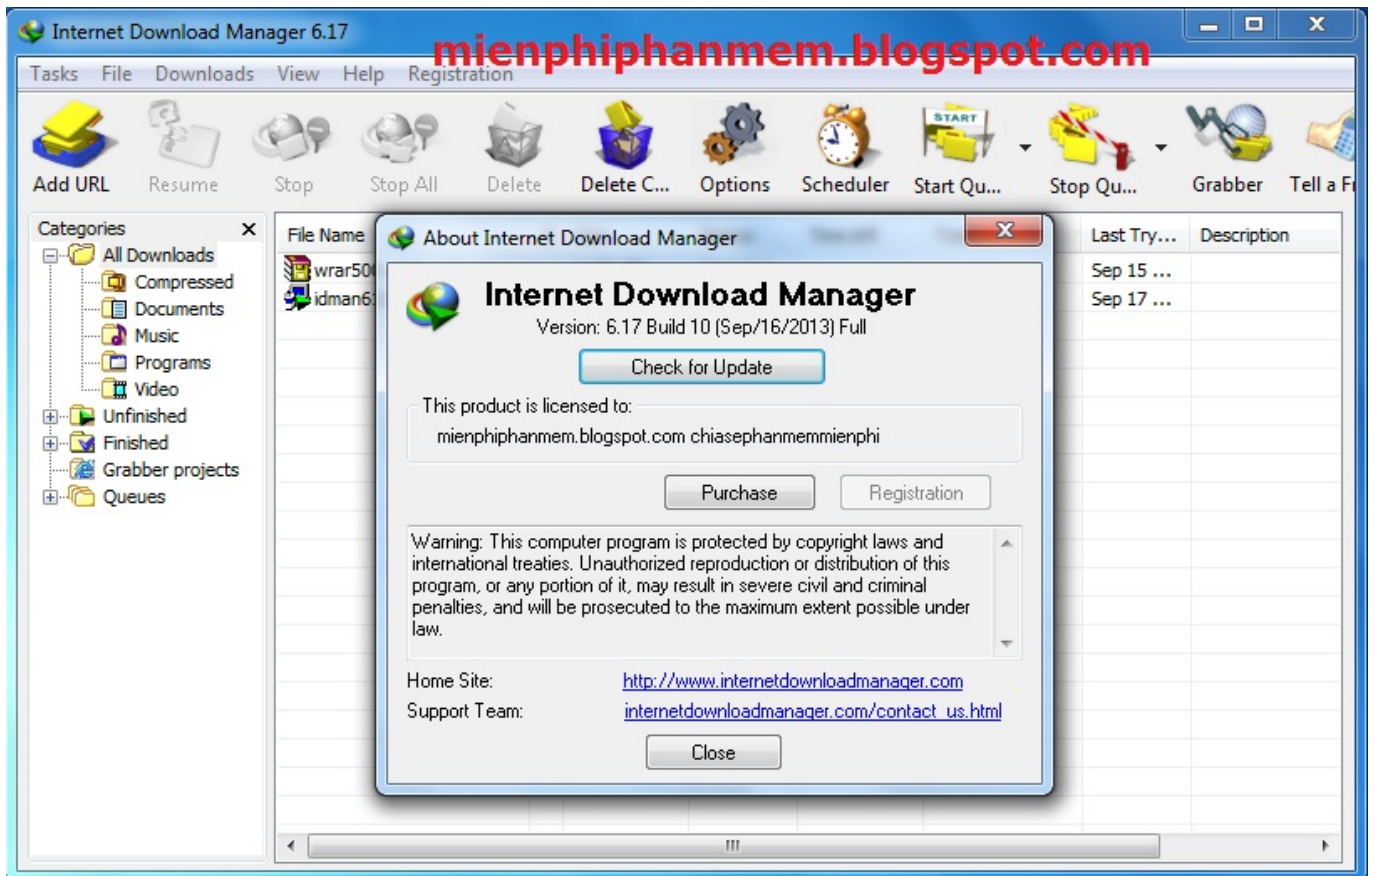 Internet Download Manager 6.17
mienphiphanmem.blogspot.com
Tasks File Downloads View Help Registration
START
Add URL Resume Stop Stop All Delete Delete C... Options Scheduler Start Qu... Stop Qu... Grabber Tell a Fr
Categories
All Downloads
Compressed
Documents
Music
Programs
Video
Unfinished
Finished
Grabber projects
Queues
File Name Last Try... Description
wrar500 Sep 15 ...
idman61 Sep 17 ...
About Internet Download Manager
Internet Download Manager
Version: 6.17 Build 10 (Sep/16/2013) Full
Check for Update
This product is licensed to:
mienphiphanmem.blogspot.com chiasephanmemmienphi
Purchase Registration
Warning: This computer program is protected by copyright laws and
international treaties. Unauthorized reproduction or distribution of this
program, or any portion of it, may result in severe civil and criminal
penalties, and will be prosecuted to the maximum extent possible under
law.
Home Site: http://www.internetdownloadmanager.com
Support Team: internetdownloadmanager.com/contact_us.html
Close